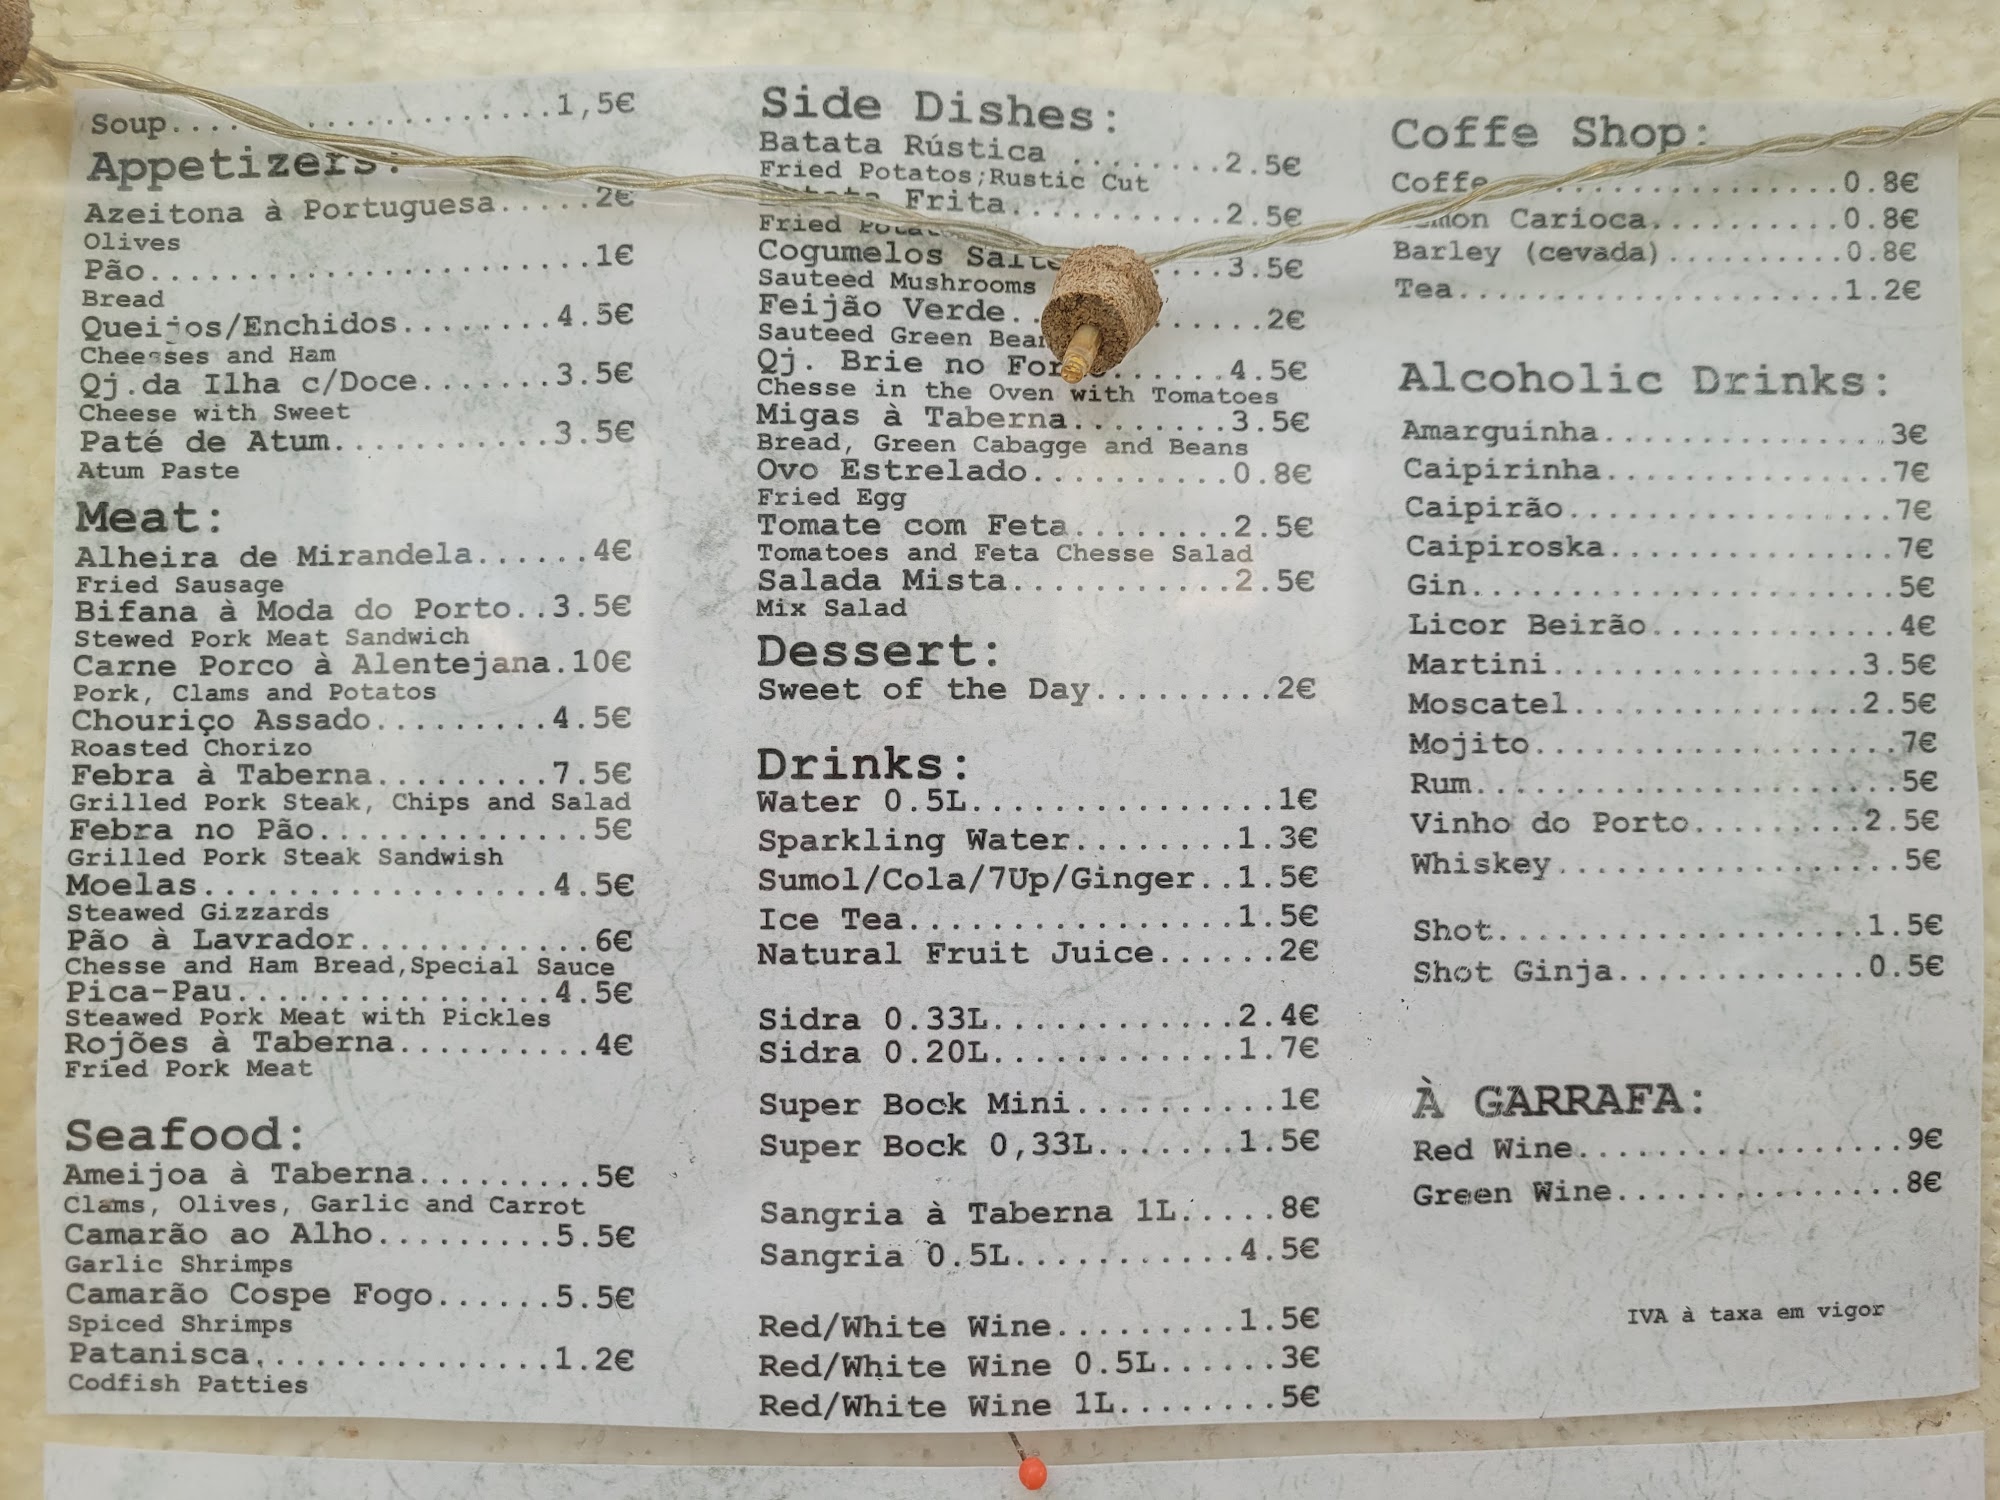 Soup....................1,5€
Appetizers:
Azeitona à Portuguesa.....2€
Olives
Pão.......................1€
Bread
Queijos/Enchidos........4.5€
Cheesses and Ham
Qj.da Ilha c/Doce.......3.5€
Cheese with Sweet
Paté de Atum...........3.5€
Atum Paste
Meat:
Alheira de Mirandela......4€
Fried Sausage
Bifana à Moda do Porto..3.5€
Stewed Pork Meat Sandwich
Carne Porco à Alentejana.10€
Pork, Clams and Potatos
Chouriço Assado.........4.5€
Roasted Chorizo
Febra à Taberna.........7.5€
Grilled Pork Steak, Chips and Salad
Febra no Pão..............5€
Grilled Pork Steak Sandwish
Moelas..................4.5€
Steawed Gizzards
Pão à Lavrador............6€
Chesse and Ham Bread,Special Sauce
Pica-Pau................4.5€
Steawed Pork Meat with Pickles
Rojões à Taberna..........4€
Fried Pork Meat
Seafood:
Ameijoa à Taberna.........5€
Clams, Olives, Garlic and Carrot
Camarão ao Alho.........5.5€
Garlic Shrimps
Camarão Cospe Fogo......5.5€
Spiced Shrimps
Patanisca...............1.2€
Codfish Patties
Side Dishes:
Batata Rústica ........2.5€
Fried Potatos;Rustic Cut
Frita...........2.5€
Fried
Cogumelos ....3.5€
Sauteed Mushrooms
Feijão Verde.............2€
Sauteed Green
Qj. Brie no ......4.5€
Chesse in the Oven with Tomatoes
Migas à Taberna........3.5€
Bread, Green Cabagge and Beans
Ovo Estrelado..........0.8€
Fried Egg
Tomate com Feta........2.5€
Tomatoes and Feta Chesse Salad
Salada Mista...........2.5€
Mix Salad
Dessert:
Sweet of the Day.........2€
Drinks:
Water 0.5L...............1€
Sparkling Water........1.3€
Sumol/Cola/7Up/Ginger..1.5€
Ice Tea................1.5€
Natural Fruit Juice......2€
Sidra 0.33L............2.4€
Sidra 0.20L............1.7€
Super Bock Mini..........1€
Super Bock 0,33L.......1.5€
Sangria à Taberna 1L.....8€
Sangria 0.5L...........4.5€
Red/White Wine.........1.5€
Red/White Wine 0.5L......3€
Red/White Wine 1L........5€
Coffe Shop:
Coffe..................0.8€
Carioca..........0.8€
Barley (cevada).........0.8€
Tea...................1.2€
Alcoholic Drinks:
Amarguinha...............3€
Caipirinha...............7€
Caipirão.................7€
Caipiroska...............7€
Gin......................5€
Licor Beirão.............4€
Martini................3.5€
Moscatel...............2.5€
Mojito...................7€
Rum......................5€
Vinho do Porto.........2.5€
Whiskey..................5€
Shot...................1.5€
Shot Ginja.............0.5€
À GARRAFA:
Red Wine.................9€
Green Wine...............8€
IVA à taxa em vigor